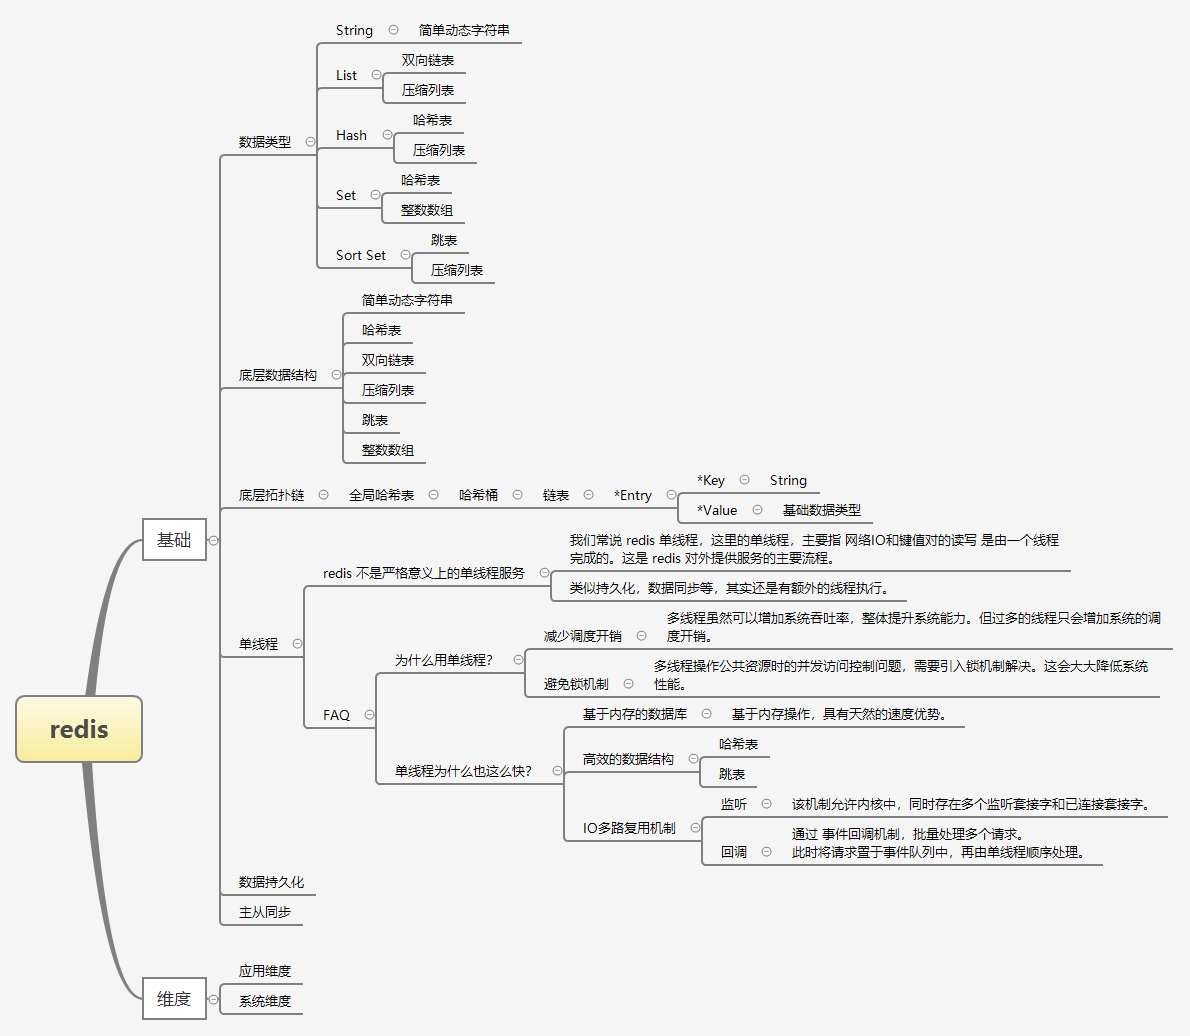 redis
基础
数据类型
String
简单动态字符串
List
双向链表
压缩列表
Hash
哈希表
压缩列表
Set
哈希表
整数数组
Sort Set
跳表
压缩列表
底层数据结构
简单动态字符串
哈希表
双向链表
压缩列表
跳表
整数数组
底层拓扑链
全局哈希表
哈希桶
链表
*Entry
*Key
String
*Value
基础数据类型
单线程
redis 不是严格意义上的单线程服务
我们常说 redis 单线程，这里的单线程，主要指 网络IO和键值对的读写 是由一个线程
完成的。这是 redis 对外提供服务的主要流程。
类似持久化，数据同步等，其实还是有额外的线程执行。
FAQ
为什么用单线程？
减少调度开销
多线程虽然可以增加系统吞吐率，整体提升系统能力。但过多的线程只会增加系统的调
度开销。
避免锁机制
多线程操作公共资源时的并发访问控制问题，需要引入锁机制解决。这会大大降低系统
性能。
单线程为什么也这么快？
基于内存的数据库
基于内存操作，具有天然的速度优势。
高效的数据结构
哈希表
跳表
IO多路复用机制
监听
该机制允许内核中，同时存在多个监听套接字和已连接套接字。
回调
通过 事件回调机制，批量处理多个请求。
此时将请求置于事件队列中，再由单线程顺序处理。
数据持久化
主从同步
维度
应用维度
系统维度